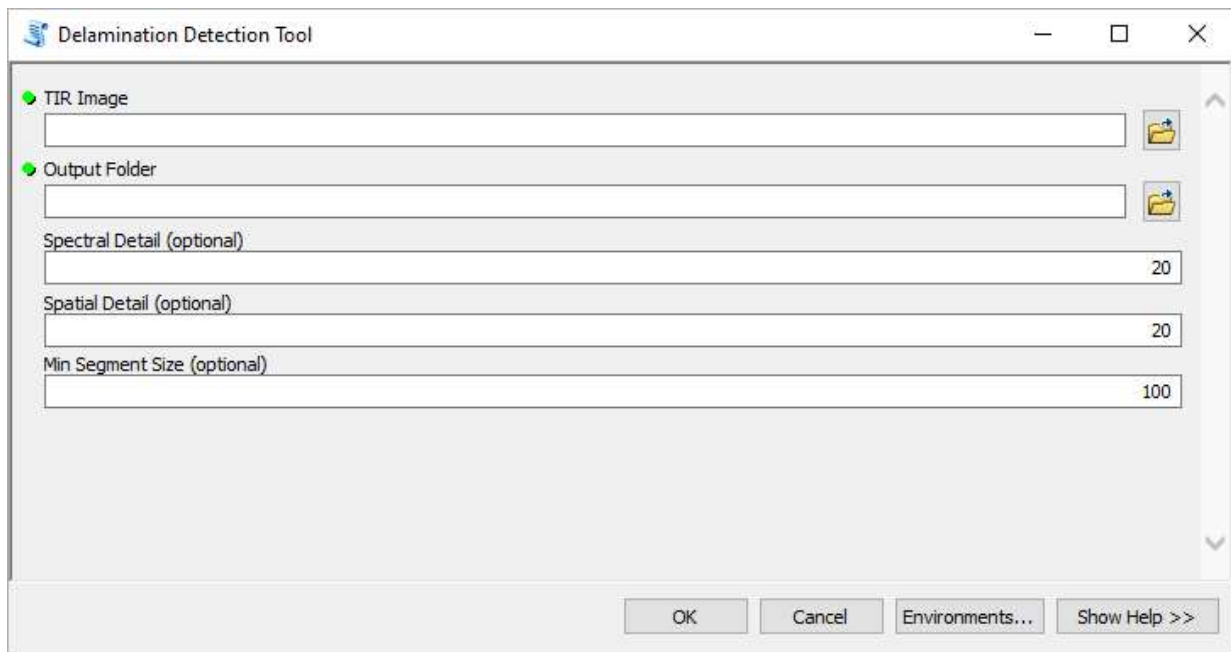 Delamination Detection Tool
TIR Image
Output Folder
Spectral Detail (optional)
20
Spatial Detail (optional)
20
Min Segment Size (optional)
100
OK Cancel Environments... Show Help >>